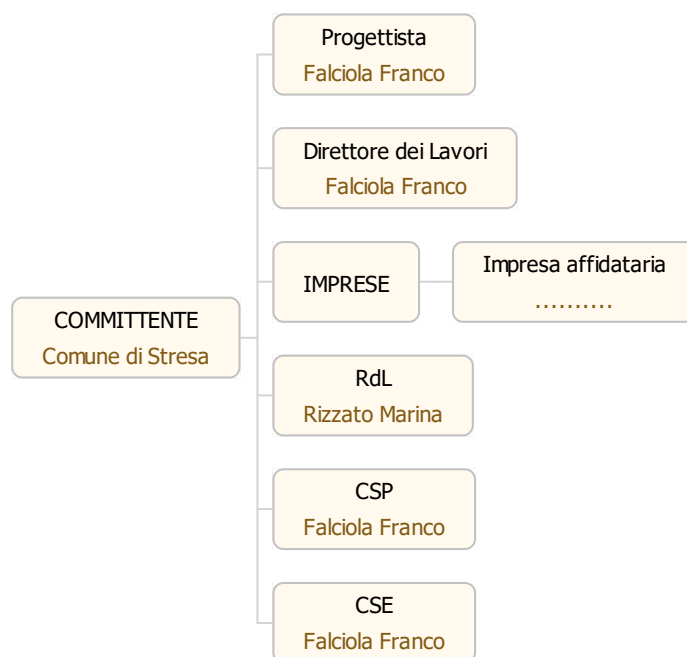 Progettista
Falciola Franco
Direttore dei Lavori
Falciola Franco
IMPRESE
Impresa affidataria
..........
COMMITTENTE
Comune di Stresa
RdL
Rizzato Marina
CSP
Falciola Franco
CSE
Falciola Franco